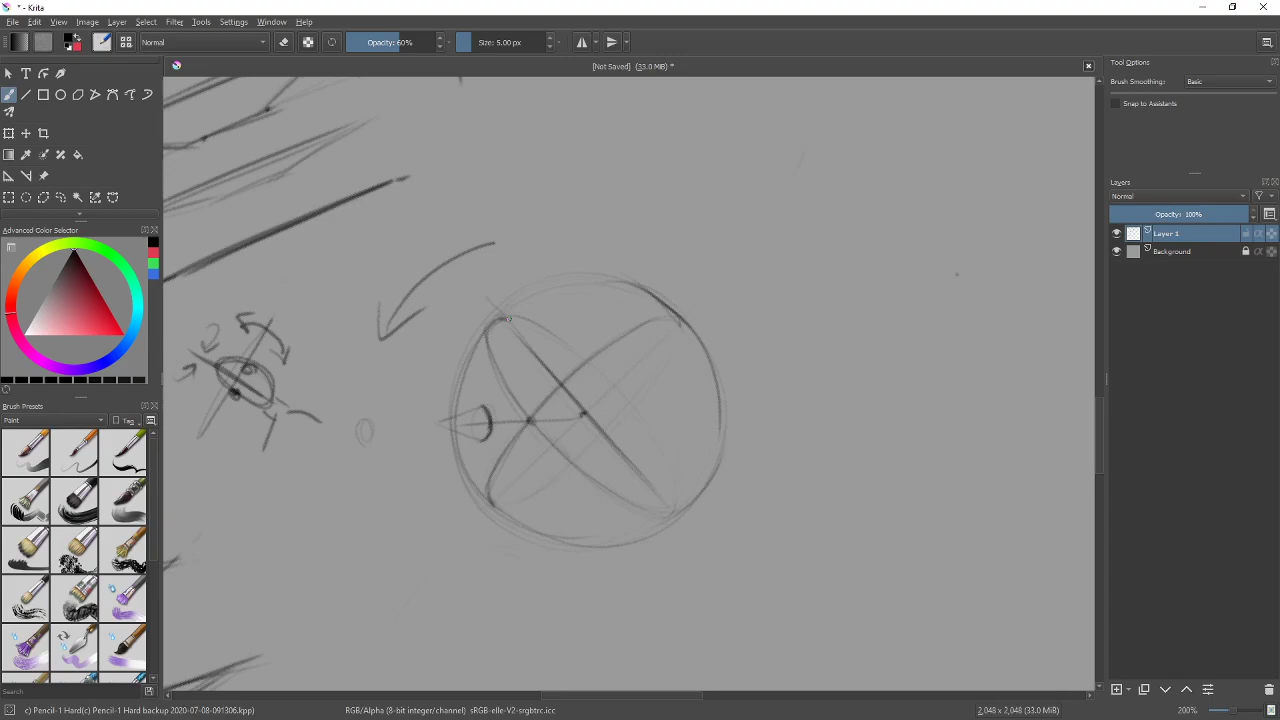 * - Krita
File Edit View Image Layer Select Filter Tools Settings Window Help
Normal Opacity: 60% Size: 5.00 px
[Not Saved] (33.0 MiB) *
Tool Options
Brush Smoothing: Basic
Snap to Assistants
Layers
Normal
Opacity: 100%
Layer 1
Background
Advanced Color Selector
Brush Presets
Paint Tag
Search
2
c) Pencil-1 Hard(c) Pencil-1 Hard backup 2020-07-08-091306.kpp) RGB/Alpha (8-bit integer/channel) sRGB-elle-V2-srgbtrc.icc 2,048 x 2,048 (33.0 MiB) 200%